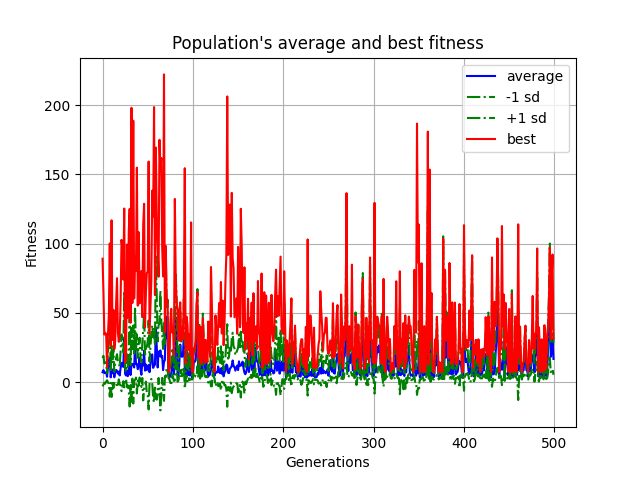 Population's average and best fitness
average
-1 sd
+1 sd
best
Fitness
200
150
100
50
0
0 100 200 300 400 500
Generations